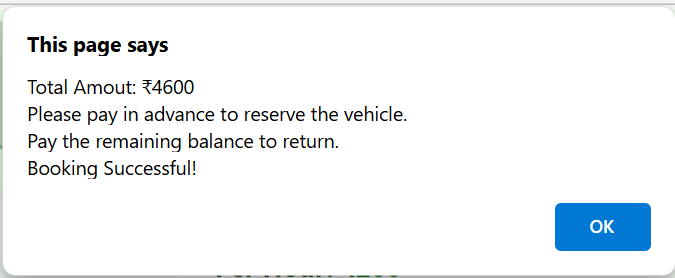 This page says
Total Amout: ₹4600
Please pay in advance to reserve the vehicle.
Pay the remaining balance to return.
Booking Successful!
OK